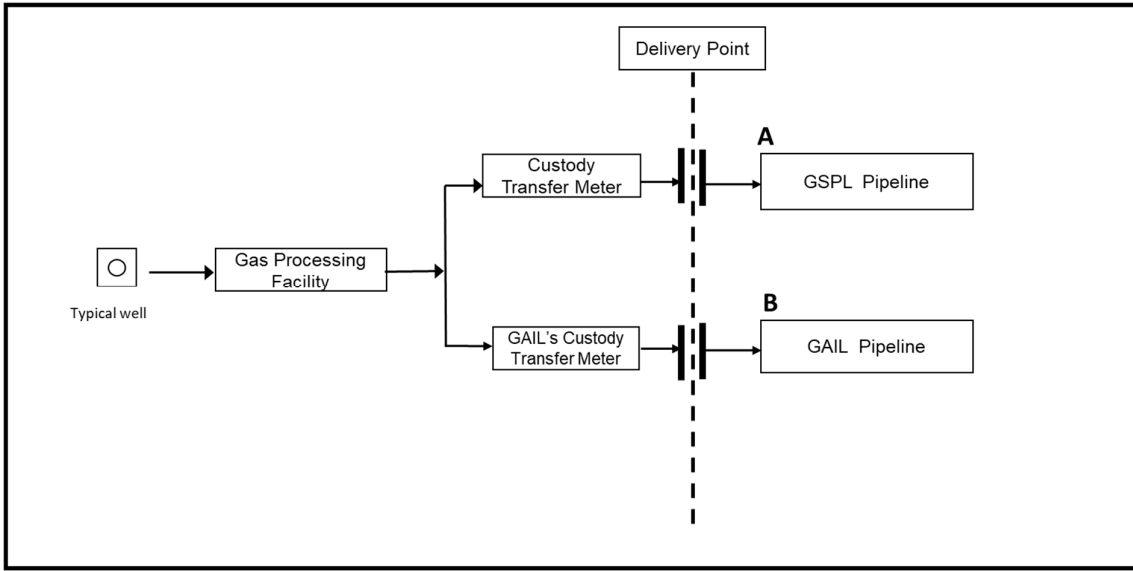 Delivery Point
A
Custody
Transfer Meter
GSPL Pipeline
Gas Processing
Facility
Typical well
B
GAIL's Custody
Transfer Meter
GAIL Pipeline